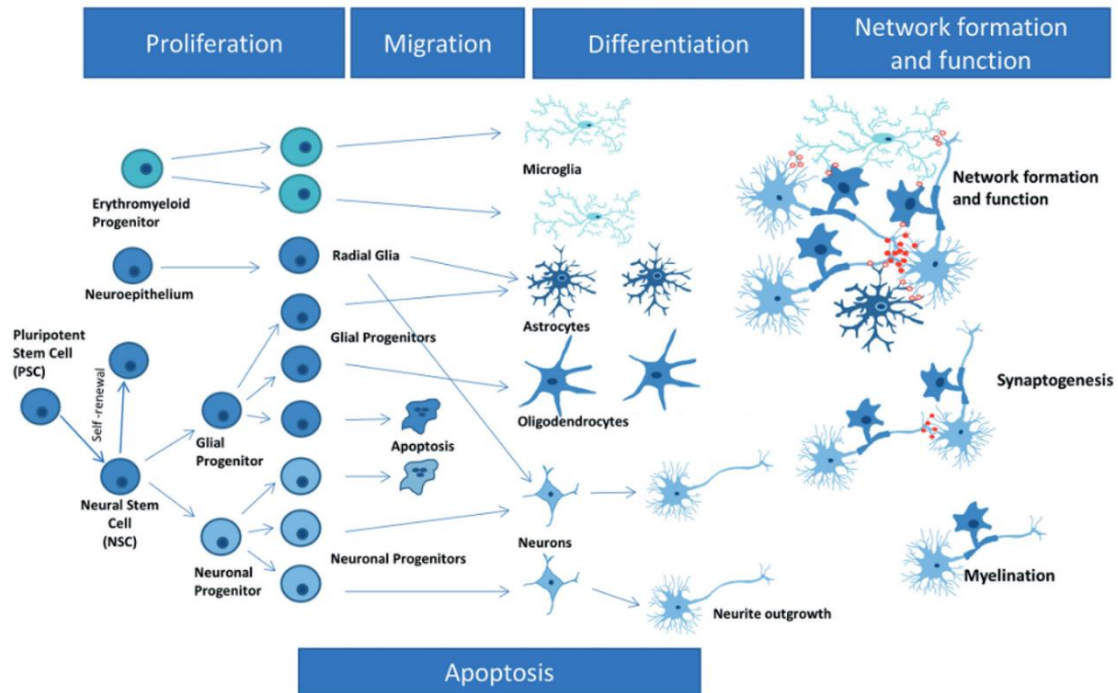 Proliferation
Migration
Differentiation
Network formation
and function
Erythromyeloid
Progenitor
Microglia
Network formation
and function
Neuroepithelium
Radial Glia
Astrocytes
Pluripotent
Stem Cell
(PSC)
Self -renewal
Glial Progenitors
Glial
Progenitor
Apoptosis
Oligodendrocytes
Synaptogenesis
Neural Stem
Cell
(NSC)
Neuronal
Progenitor
Neuronal Progenitors
Neurons
Neurite outgrowth
Myelination
Apoptosis